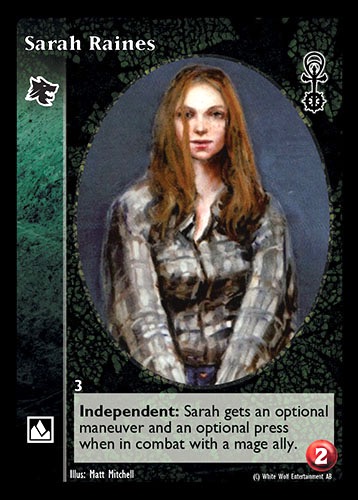 Sarah Raines
3
Independent: Sarah gets an optional
maneuver and an optional press
when in combat with a mage ally.
2
Illus: Matt Mitchell
(C) White Wolf Entertainment AB